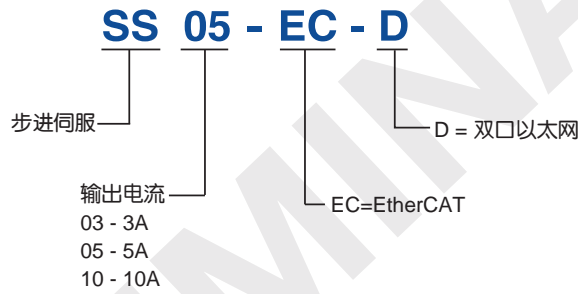 SS 05 - EC - D
步进伺服
D = 双口以太网
输出电流
03 - 3A
05 - 5A
10 - 10A
EC=EtherCAT